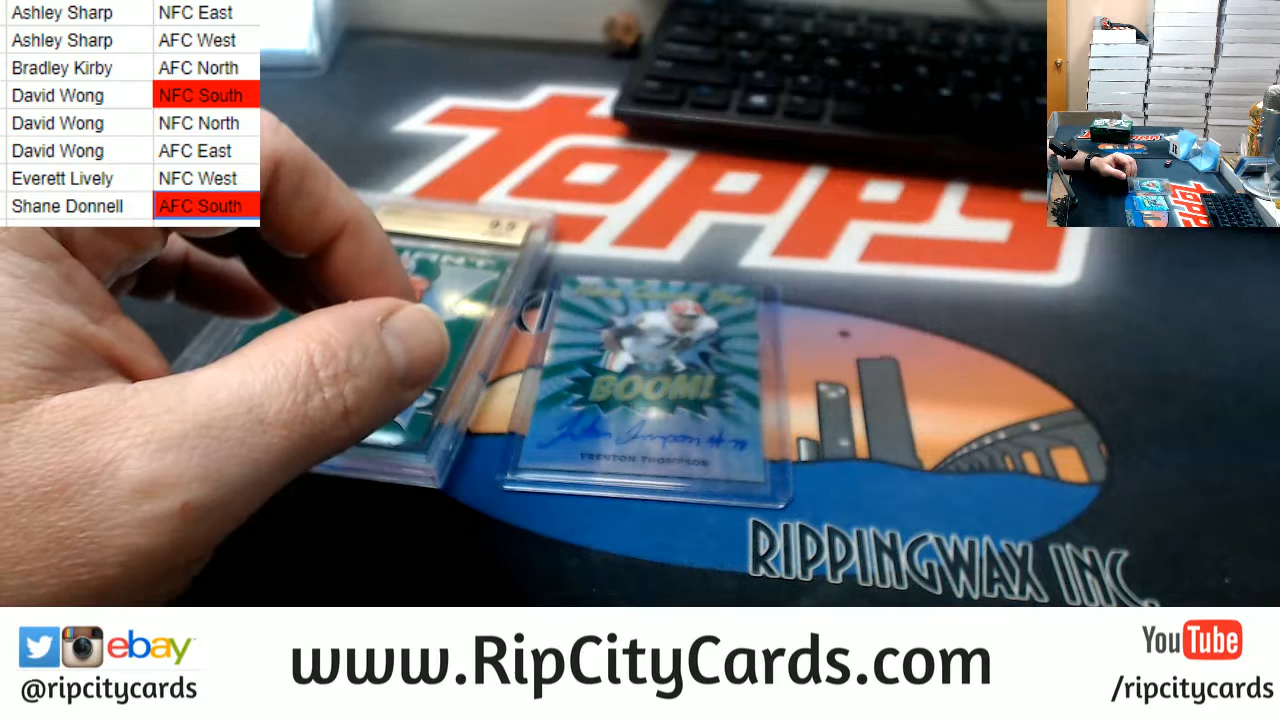 Ashley Sharp NFC East
Ashley Sharp AFC West
Bradley Kirby AFC North
David Wong NFC South
David Wong NFC North
David Wong AFC East
Everett Lively NFC West
Shane Donnell AFC South
9.5
topps
BOOM!
TRENTON THOMPSON
RIPPINGWAX INC.
ebay
@ripcitycards
www.RipCityCards.com
YouTube
/ripcitycards